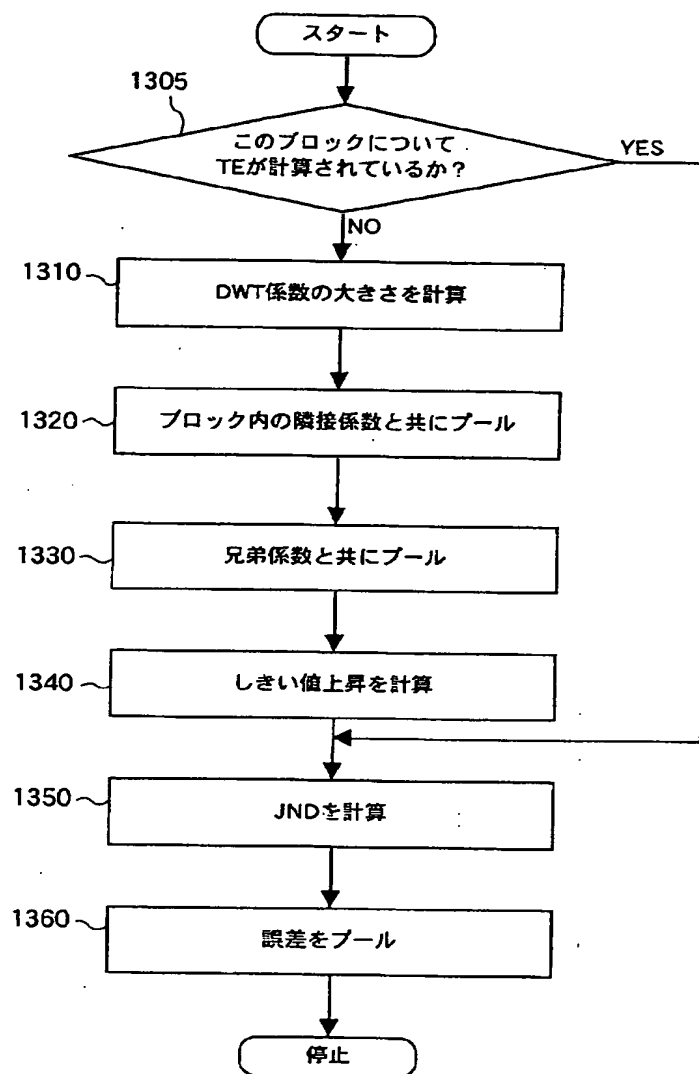 スタート
1305
このブロックについて
TEが計算されているか？
YES
NO
1310
DWT係数の大きさを計算
1320
ブロック内の隣接係数と共にプール
1330
兄弟係数と共にプール
1340
しきい値上昇を計算
1350
JNDを計算
1360
誤差をプール
停止